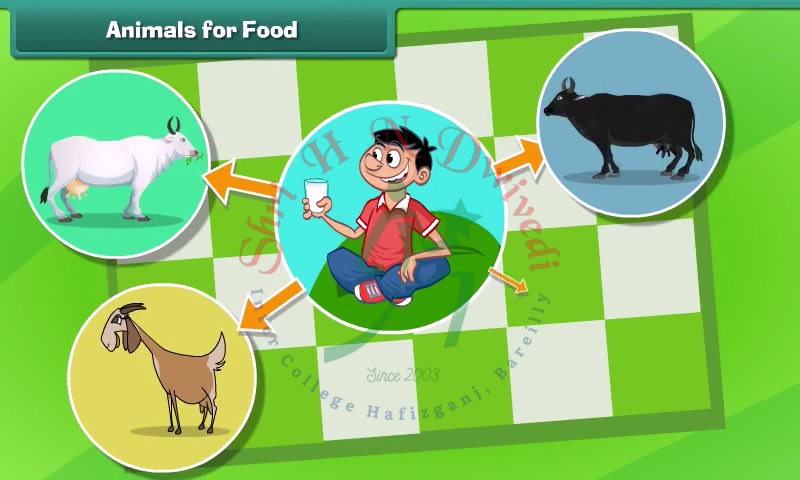 Animals for Food
Shri H N Dwivedi
Inter College Hafizganj, Bareilly
Since 2003